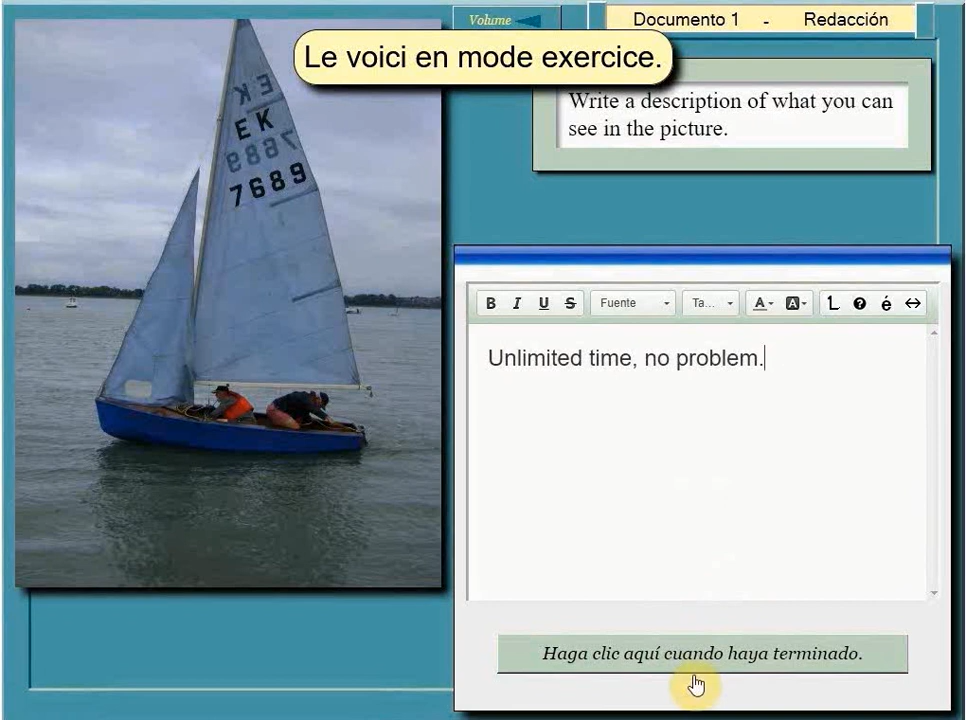 Volume
Documento 1 - Redacción
Le voici en mode exercice.
Write a description of what you can
see in the picture.
EK
EK
7689
7689
B I U S Fuente Ta... A A é
Unlimited time, no problem.
Haga clic aquí cuando haya terminado.